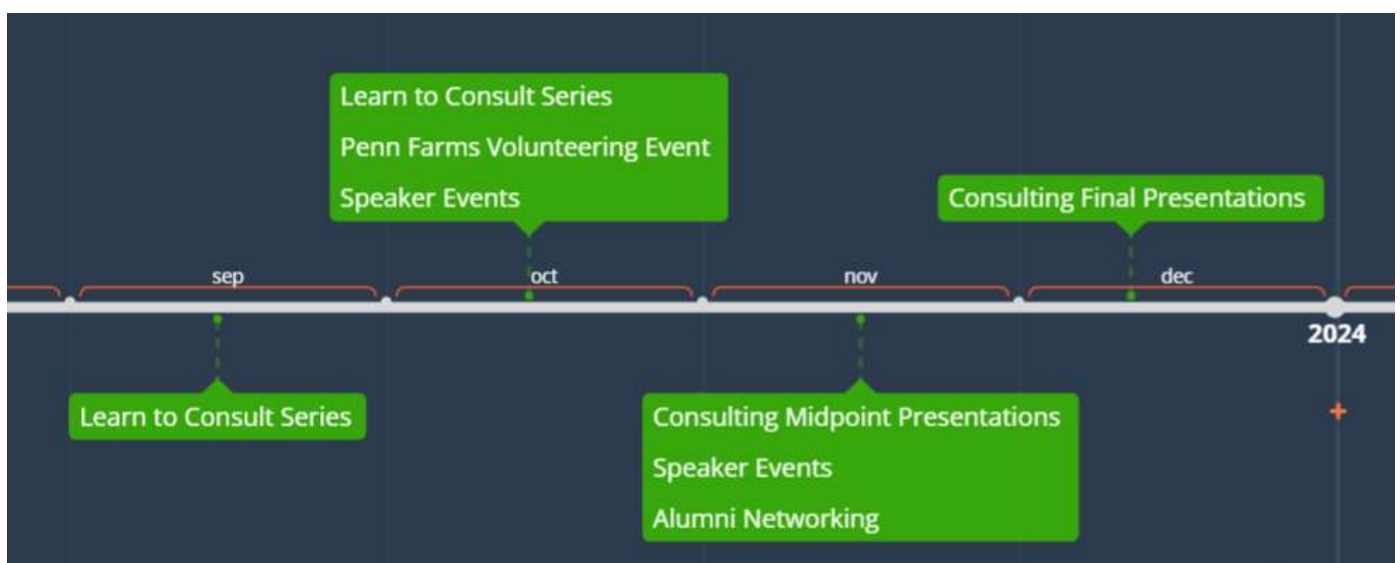 Learn to Consult Series
Penn Farms Volunteering Event
Speaker Events
Consulting Final Presentations
sep
oct
nov
dec
2024
Learn to Consult Series
Consulting Midpoint Presentations
Speaker Events
Alumni Networking
+